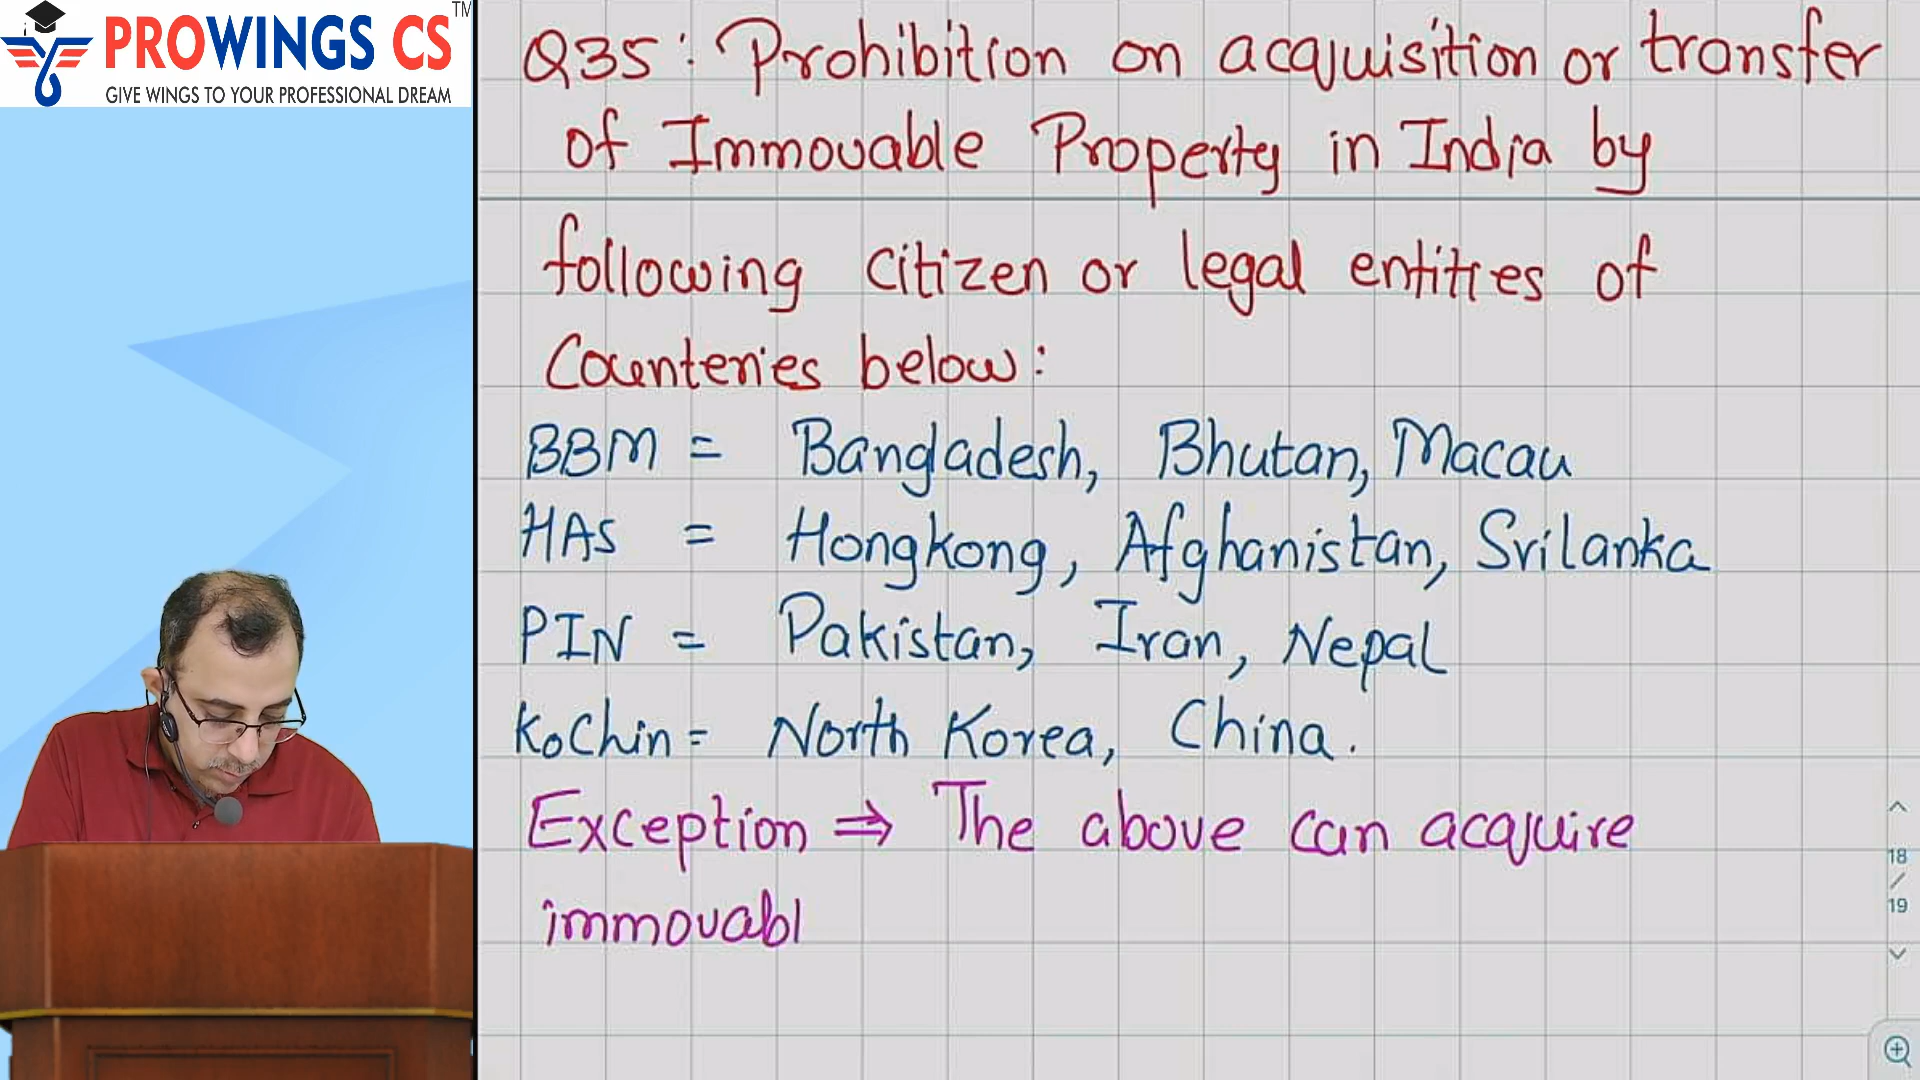 PROWINGS CS TM
GIVE WINGS TO YOUR PROFESSIONAL DREAM
Q35: Prohibition on acquisition or transfer
of Immovable Property in India by
following citizen or legal entities of
Counteries below:
BBM = Bangladesh, Bhutan, Macau
HAS = Hongkong, Afghanistan, Srilanka
PIN = Pakistan, Iran, Nepal
KoChin = North Korea, China.
Exception ⇒ The above can acquire
immovabl
18
/
19